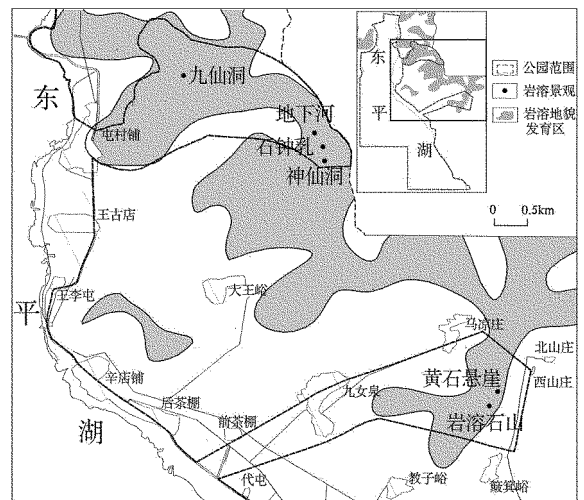 东
平
湖
九仙洞
地下河
石钟乳
神仙洞
屯村铺
王古店
王李屯
大王峪
辛庙铺
后茶棚
前茶棚
九女泉
马凉庄
北山庄
西山庄
黄石悬崖
岩溶石山
代屯
教子峪
簸箕峪
东
平
湖
公园范围
岩溶景观
岩溶地貌
发育区
0 0.5km